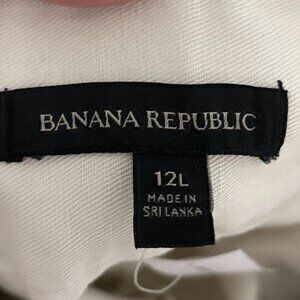 BANANA REPUBLIC
12L
MADE IN
SRI LANKA